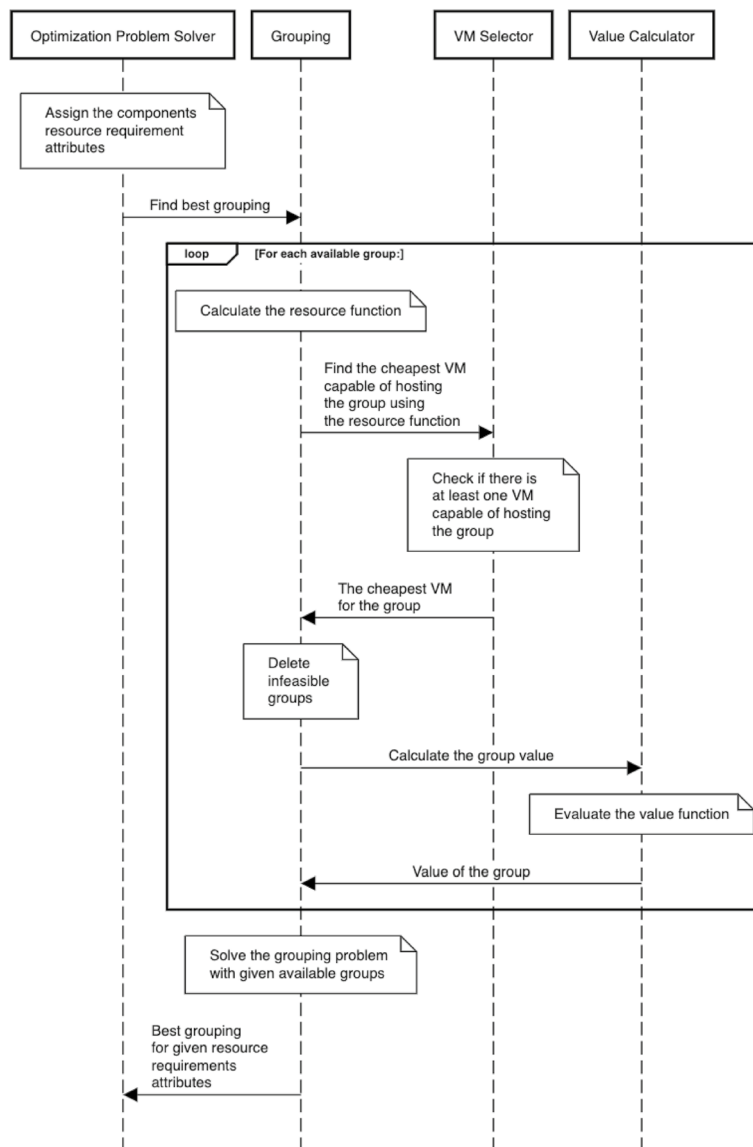 Optimization Problem Solver
Grouping
VM Selector
Value Calculator
Assign the components
resource requirement
attributes
Find best grouping
loop
[For each available group:]
Calculate the resource function
Find the cheapest VM
capable of hosting
the group using
the resource function
Check if there is
at least one VM
capable of hosting
the group
The cheapest VM
for the group
Delete
infeasible
groups
Calculate the group value
Evaluate the value function
Value of the group
Solve the grouping problem
with given available groups
Best grouping
for given resource
requirements
attributes